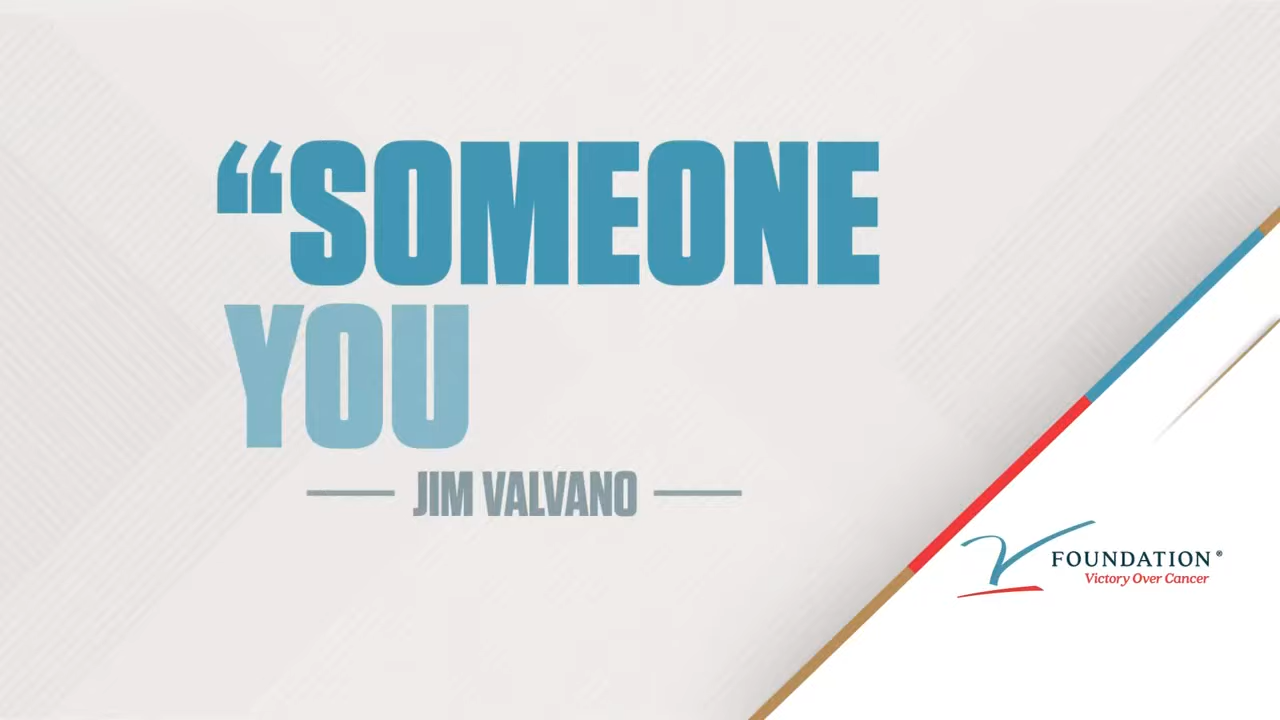 “SOMEONE
YOU
JIM VALVANO
V FOUNDATION®
Victory Over Cancer